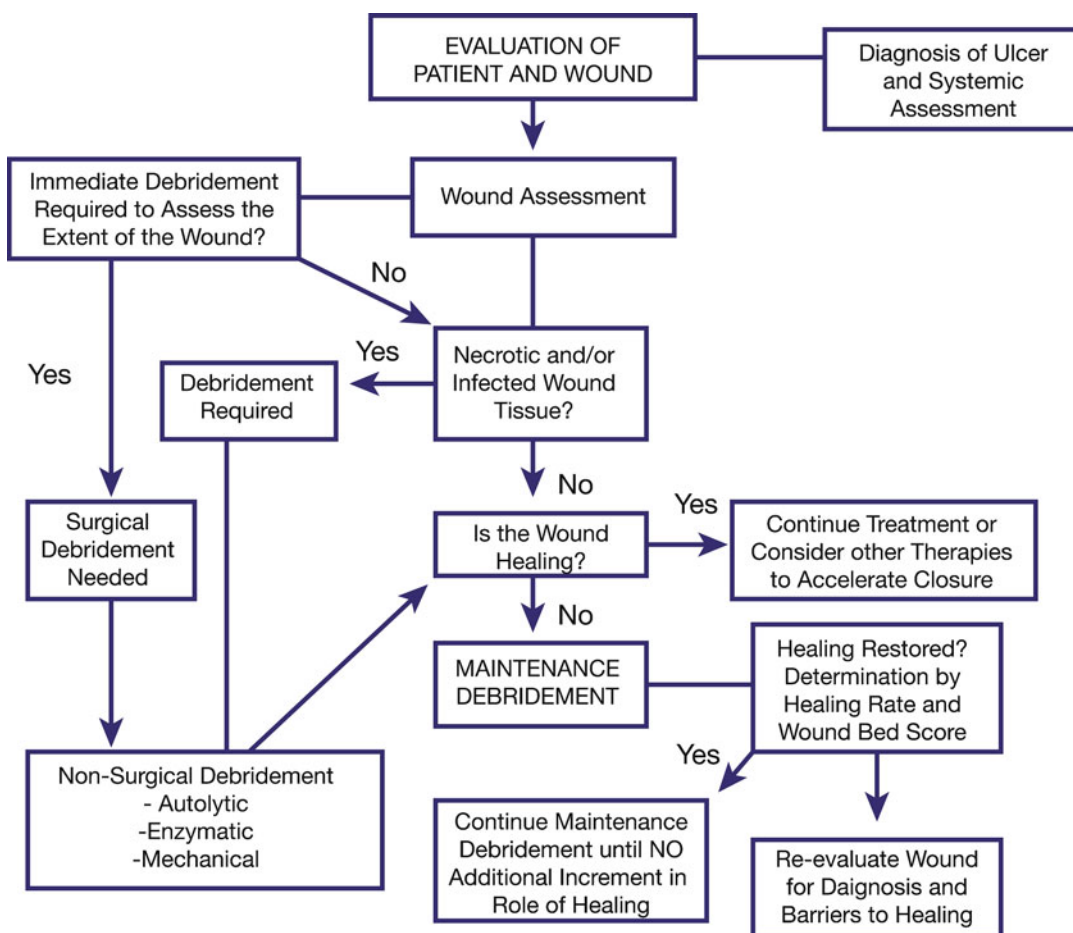 EVALUATION OF
PATIENT AND WOUND
Diagnosis of Ulcer
and Systemic
Assessment
Immediate Debridement
Required to Assess the
Extent of the Wound?
Wound Assessment
No
Yes
Yes
Debridement
Required
Necrotic and/or
Infected Wound
Tissue?
No
Surgical
Debridement
Needed
Is the Wound
Healing?
Yes
Continue Treatment or
Consider other Therapies
to Accelerate Closure
No
MAINTENANCE
DEBRIDEMENT
Healing Restored?
Determination by
Healing Rate and
Wound Bed Score
Yes
Non-Surgical Debridement
- Autolytic
-Enzymatic
-Mechanical
Continue Maintenance
Debridement until NO
Additional Increment in
Role of Healing
Re-evaluate Wound
for Daignosis and
Barriers to Healing